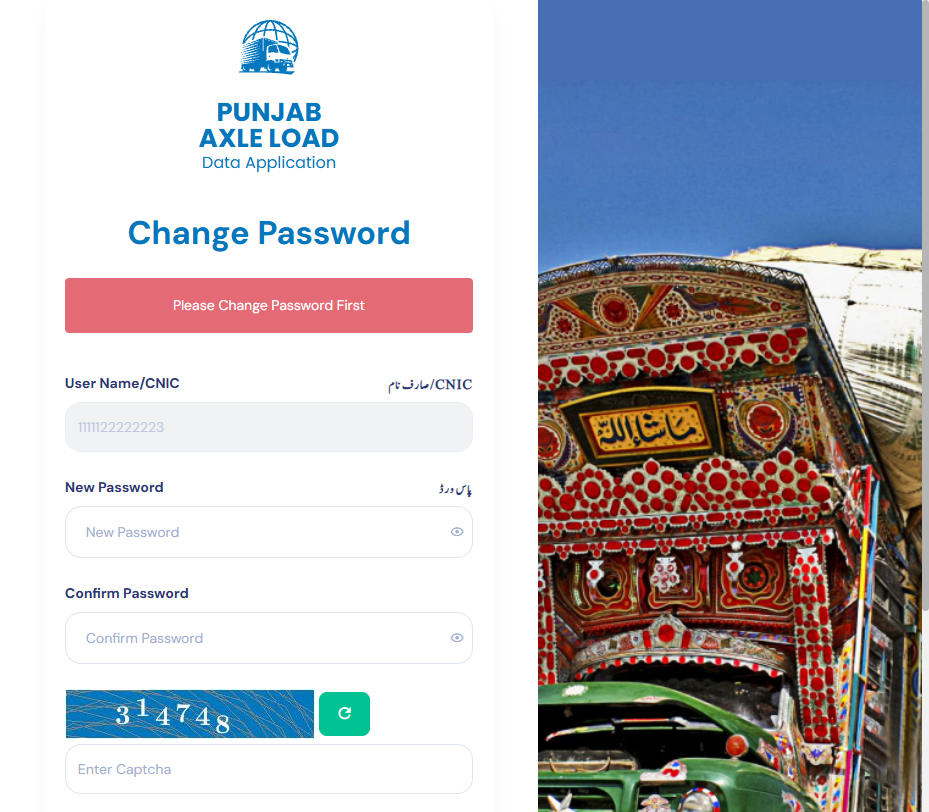 PUNJAB
AXLE LOAD
Data Application
Change Password
Please Change Password First
User Name/CNIC
صارف نام/CNIC
1111122222223
New Password
پاس ورڈ
New Password
Confirm Password
Confirm Password
314748
Enter Captcha
ماشاءاللہ